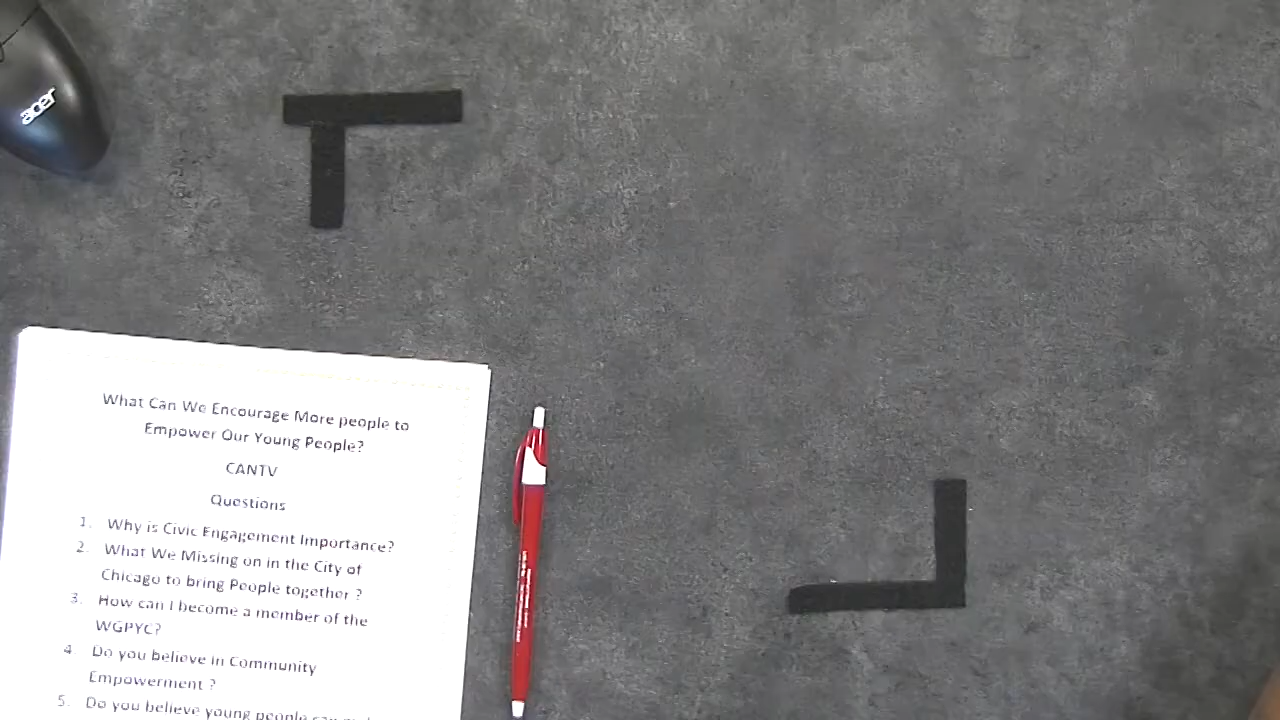 acer
What Can We Encourage More people to
Empower Our Young People?
CANTV
Questions
1. Why is Civic Engagement Importance?
2. What We Missing on in the City of
Chicago to bring People together ?
3. How can I become a member of the
WGPYC?
4. Do you believe in Community
Empowerment ?
5. Do you believe young people can